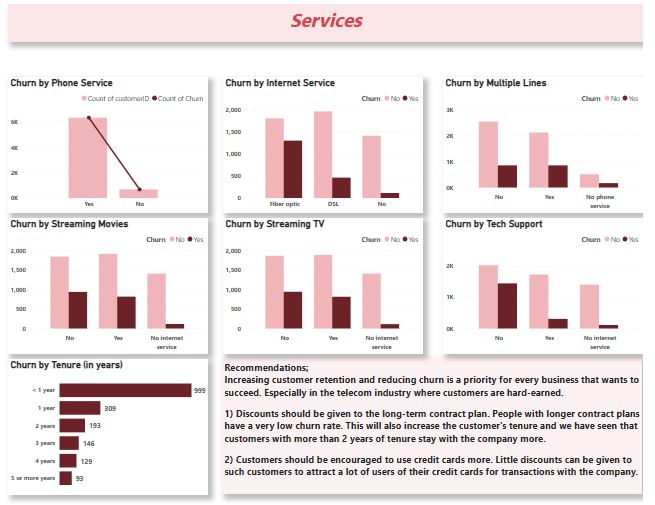 Services
Churn by Phone Service
Count of customerID Count of Churn
6K
4K
2K
0K
Yes No
Churn by Internet Service
Churn No Yes
2,000
1,500
1,000
500
0
Fiber optic DSL No
Churn by Multiple Lines
Churn No Yes
3K
2K
1K
0K
No Yes No phone
service
Churn by Streaming Movies
Churn No Yes
2,000
1,500
1,000
500
0
No Yes No internet
service
Churn by Streaming TV
Churn No Yes
2,000
1,500
1,000
500
0
No Yes No internet
service
Churn by Tech Support
Churn No Yes
2K
1K
0K
No Yes No internet
service
Churn by Tenure (in years)
< 1 year 999
1 year 309
2 years 193
3 years 146
4 years 129
5 or more years 93
Recommendations;
Increasing customer retention and reducing churn is a priority for every business that wants to
succeed. Especially in the telecom industry where customers are hard-earned.
1) Discounts should be given to the long-term contract plan. People with longer contract plans
have a very low churn rate. This will also increase the customer's tenure and we have seen that
customers with more than 2 years of tenure stay with the company more.
2) Customers should be encouraged to use credit cards more. Little discounts can be given to
such customers to attract a lot of users of their credit cards for transactions with the company.